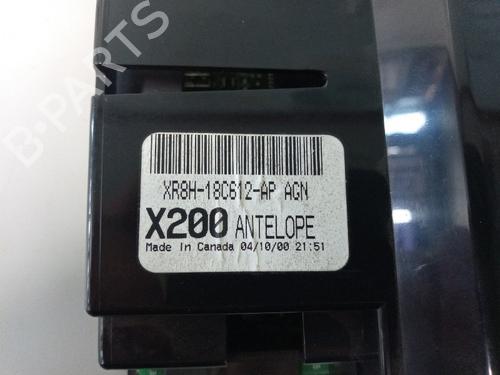 B-PARTS
XR8H-18C612-AP AGN
X200 ANTELOPE
Made In Canada 04/10/00 21:51